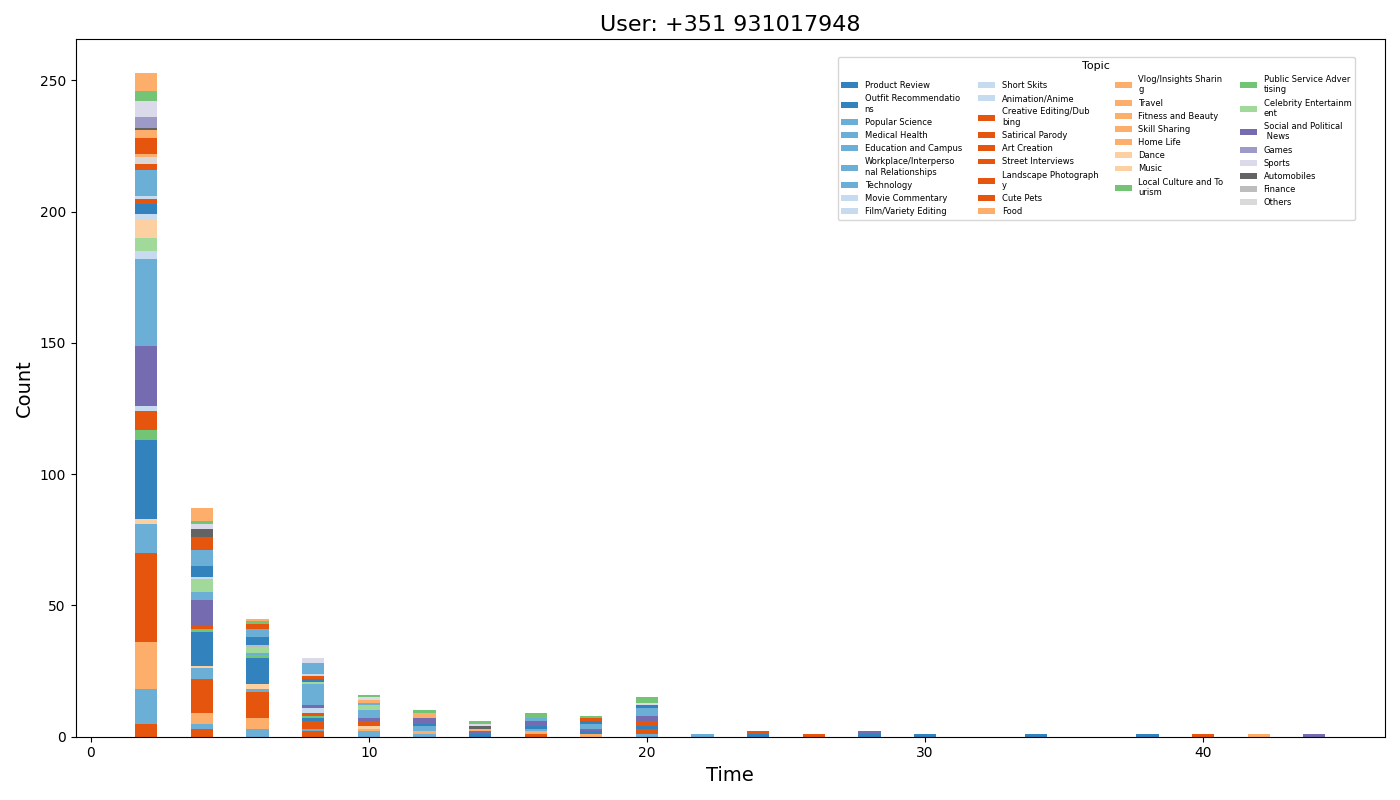 User: +351 931017948
Count
250
200
150
100
50
0
0
10
20
30
40
Time
Topic
Product Review
Outfit Recommendatio
ns
Popular Science
Medical Health
Education and Campus
Workplace/Interperso
nal Relationships
Technology
Movie Commentary
Film/Variety Editing
Short Skits
Animation/Anime
Creative Editing/Dub
bing
Satirical Parody
Art Creation
Street Interviews
Landscape Photograph
y
Cute Pets
Food
Vlog/Insights Sharin
g
Travel
Fitness and Beauty
Skill Sharing
Home Life
Dance
Music
Local Culture and To
urism
Public Service Adver
tising
Celebrity Entertainm
ent
Social and Political
News
Games
Sports
Automobiles
Finance
Others